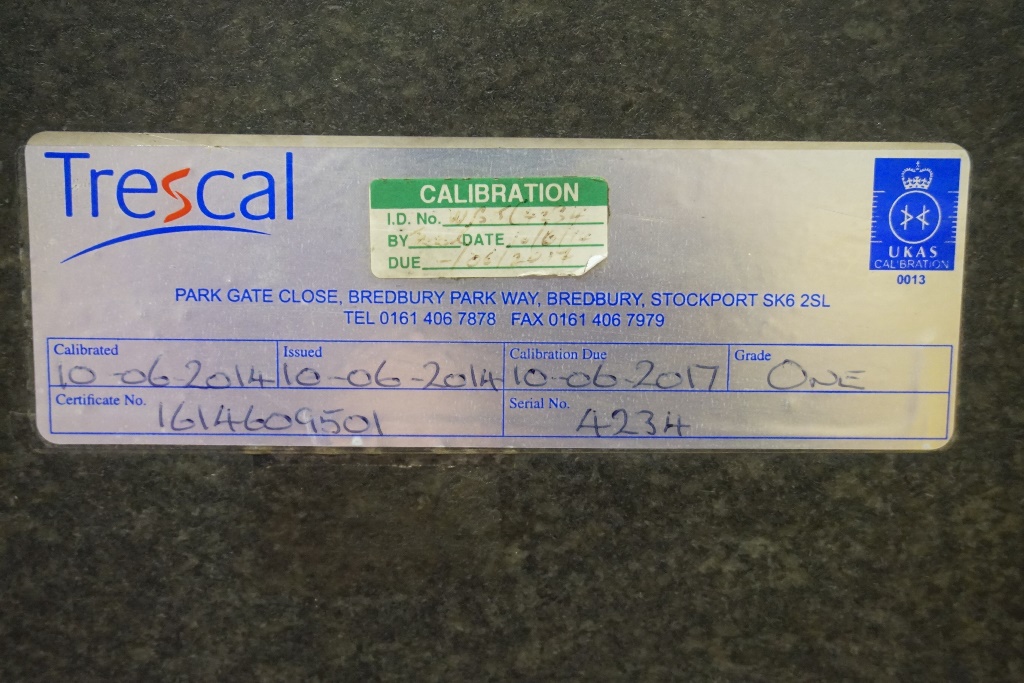 Trescal
CALIBRATION
I.D. No.
BY DATE
DUE
UKAS
CALIBRATION
0013
PARK GATE CLOSE, BREDBURY PARK WAY, BREDBURY, STOCKPORT SK6 2SL
TEL 0161 406 7878 FAX 0161 406 7979
Calibrated Issued Calibration Due Grade
10-06-2014 10-06-2014 10-06-2017 ONE
Certificate No. 1614609501 Serial No. 4234